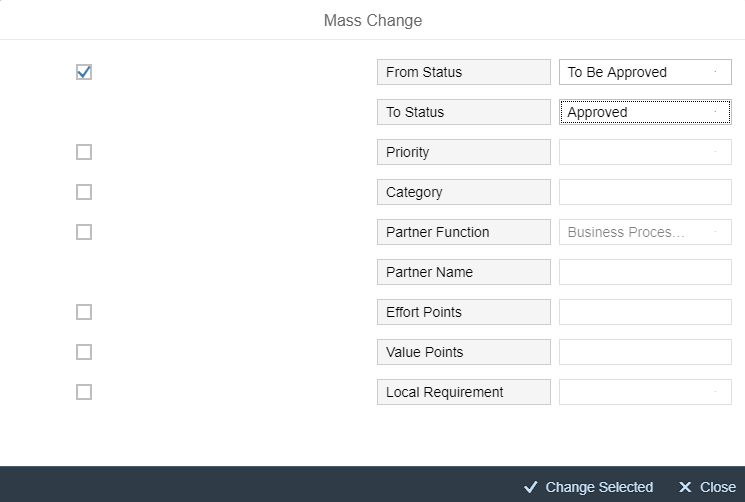 Mass Change
From Status To Be Approved
To Status Approved
Priority
Category
Partner Function Business Proces...
Partner Name
Effort Points
Value Points
Local Requirement
Change Selected Close